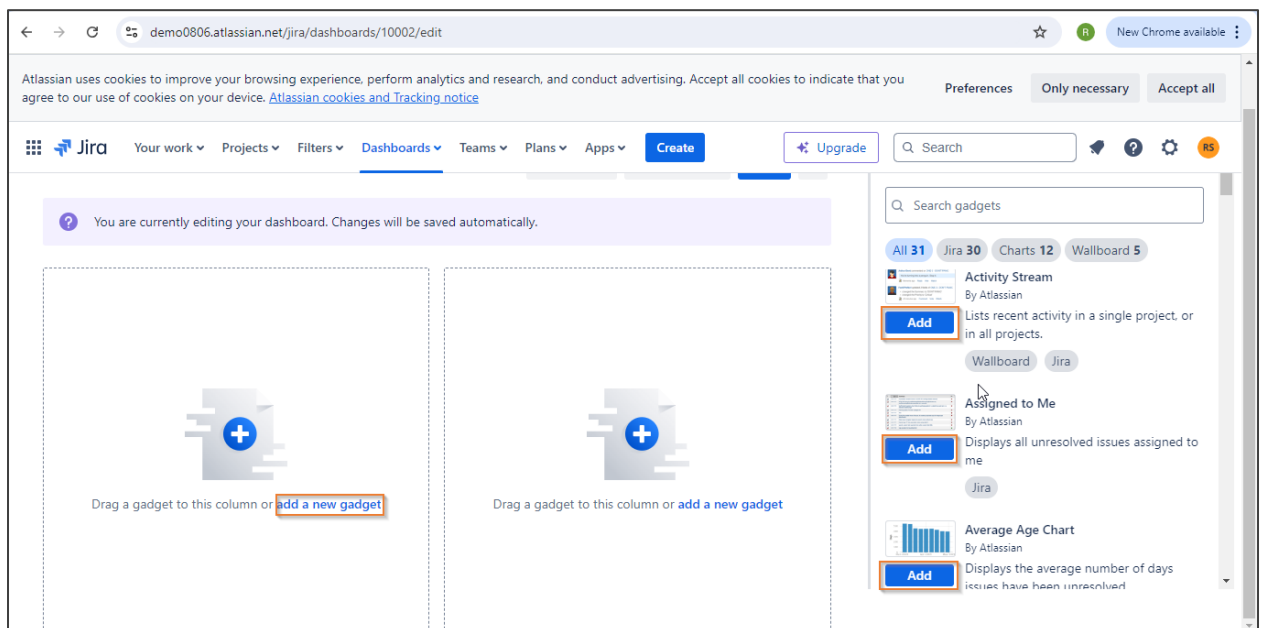 demo0806.atlassian.net/jira/dashboards/10002/edit
R
New Chrome available
Atlassian uses cookies to improve your browsing experience, perform analytics and research, and conduct advertising. Accept all cookies to indicate that you
agree to our use of cookies on your device. Atlassian cookies and Tracking notice
Preferences
Only necessary
Accept all
Jira
Your work
Projects
Filters
Dashboards
Teams
Plans
Apps
Create
Upgrade
Search
RS
You are currently editing your dashboard. Changes will be saved automatically.
Drag a gadget to this column or add a new gadget
Drag a gadget to this column or add a new gadget
Search gadgets
All 31
Jira 30
Charts 12
Wallboard 5
Activity Stream
By Atlassian
Add
Lists recent activity in a single project, or
in all projects.
Wallboard
Jira
Assigned to Me
By Atlassian
Add
Displays all unresolved issues assigned to
me
Jira
Average Age Chart
By Atlassian
Add
Displays the average number of days
issues have been unresolved